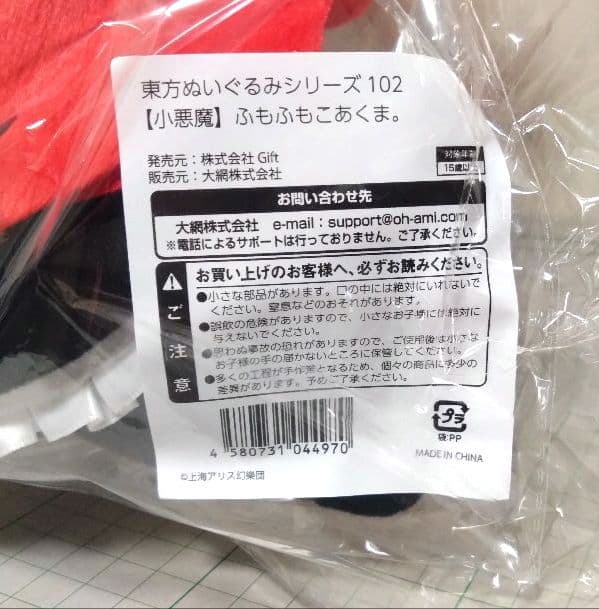 東方ぬいぐるみシリーズ 102
【小悪魔】ふもふもこあくま。
発売元：株式会社 Gift
販売元：大網株式会社
対象年齢
15歳以上
お問い合わせ先
大網株式会社 e-mail：support@oh-ami.com
※電話によるサポートは行っておりません。ご了承ください。
ご注意
お買い上げのお客様へ、必ずお読みください。
●小さな部品があります。口の中には絶対にいれないで
ください。窒息などのおそれがあります。
●誤飲の危険がありますので、小さなお子様には絶対に
与えないでください。
●思わぬ事故の恐れがありますので、ご使用後は小さな
お子様の手の届かないところに保管してください。
●多くの工程が手作業となるため、個々の商品に多少の
差異があります。予めご了承ください。
4 580731 044970
プラ
袋:PP
MADE IN CHINA
©上海アリス幻樂団